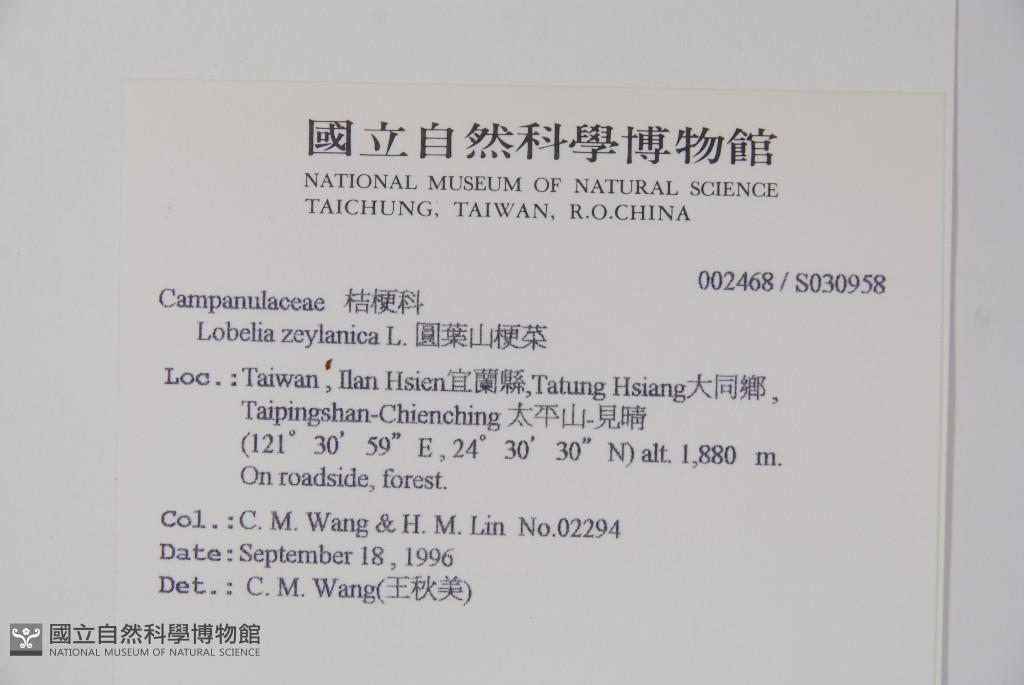 國立自然科學博物館
NATIONAL MUSEUM OF NATURAL SCIENCE
TAICHUNG, TAIWAN, R.O.CHINA
002468 / S030958
Campanulaceae 桔梗科
Lobelia zeylanica L. 圓葉山梗菜
Loc.:Taiwan , Ilan Hsien宜蘭縣,Tatung Hsiang大同鄉 ,
Taipingshan-Chienching 太平山-見晴
(121° 30′ 59” E , 24° 30′ 30” N) alt. 1,880 m.
On roadside, forest.
Col.:C. M. Wang & H. M. Lin No.02294
Date:September 18 , 1996
Det.: C. M. Wang(王秋美)
國立自然科學博物館
NATIONAL MUSEUM OF NATURAL SCIENCE